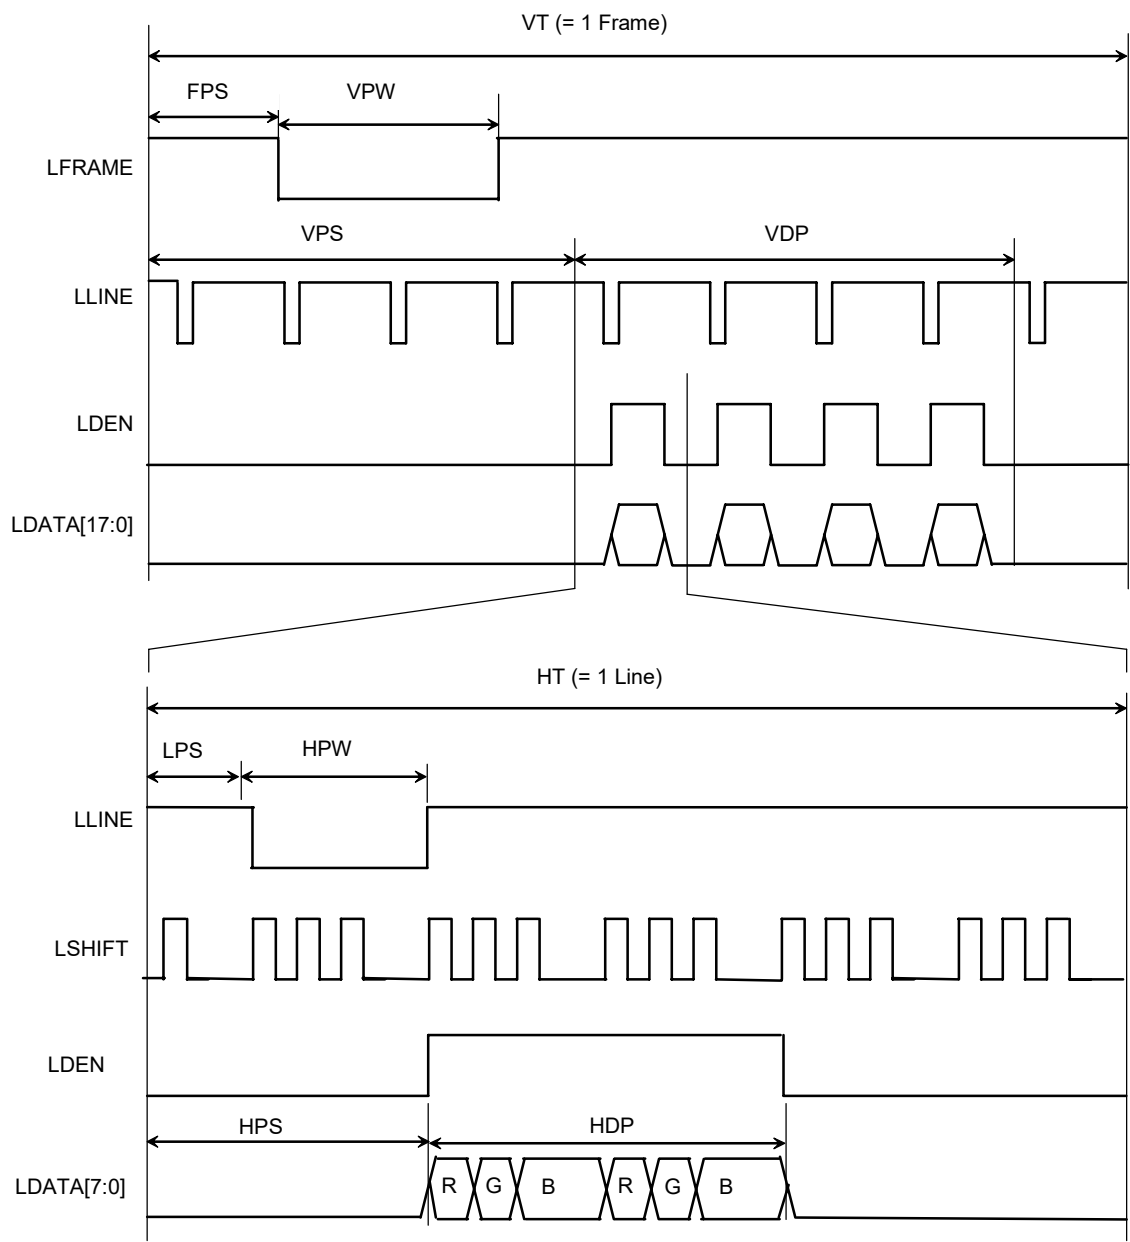 VT (= 1 Frame)
FPS
VPW
LFRAME
VPS
VDP
LLINE
LDEN
LDATA[17:0]
HT (= 1 Line)
LPS
HPW
LLINE
LSHIFT
LDEN
HPS
HDP
LDATA[7:0]
R G B R G B